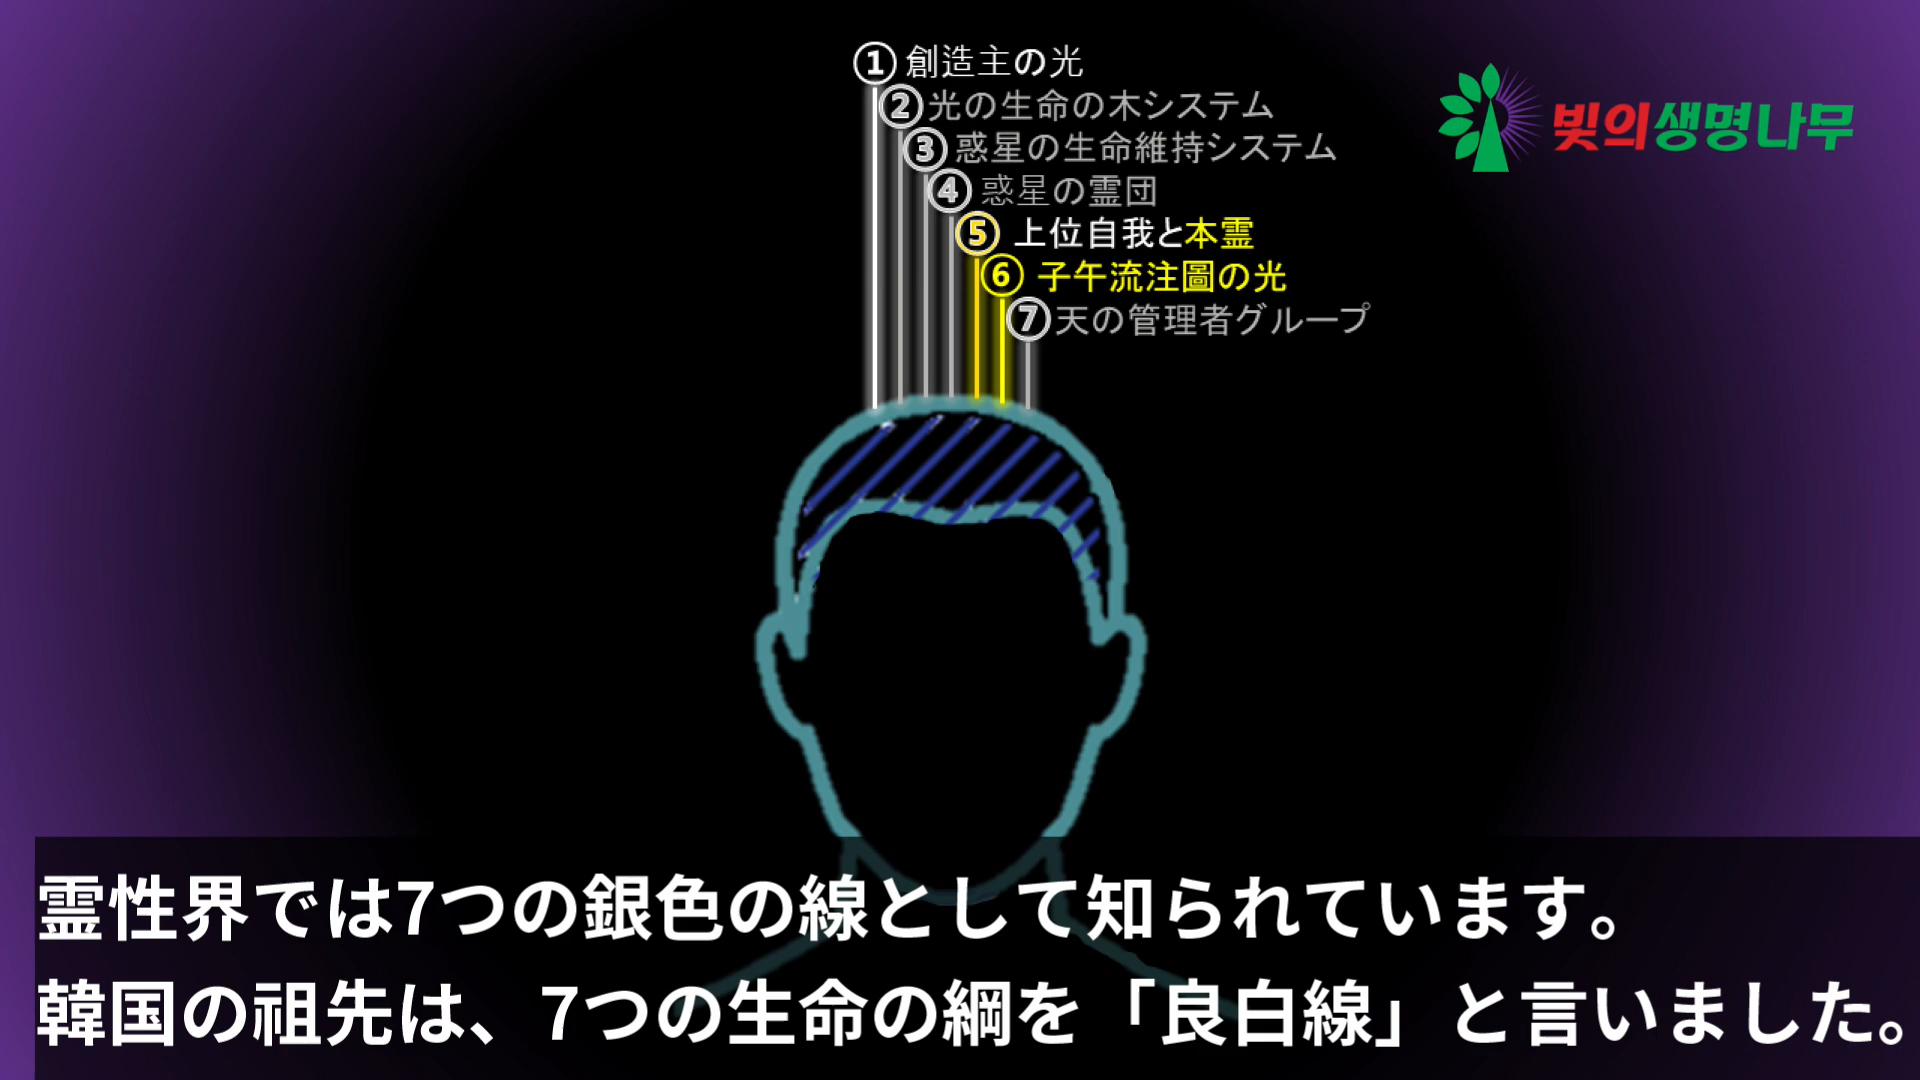 ①創造主の光
②光の生命の木システム
③惑星の生命維持システム
④惑星の霊団
⑤上位自我と本霊
⑥子午流注圖の光
⑦天の管理者グループ
빛의생명나무
霊性界では7つの銀色の線として知られています。
韓国の祖先は、7つの生命の綱を「良白線」と言いました。